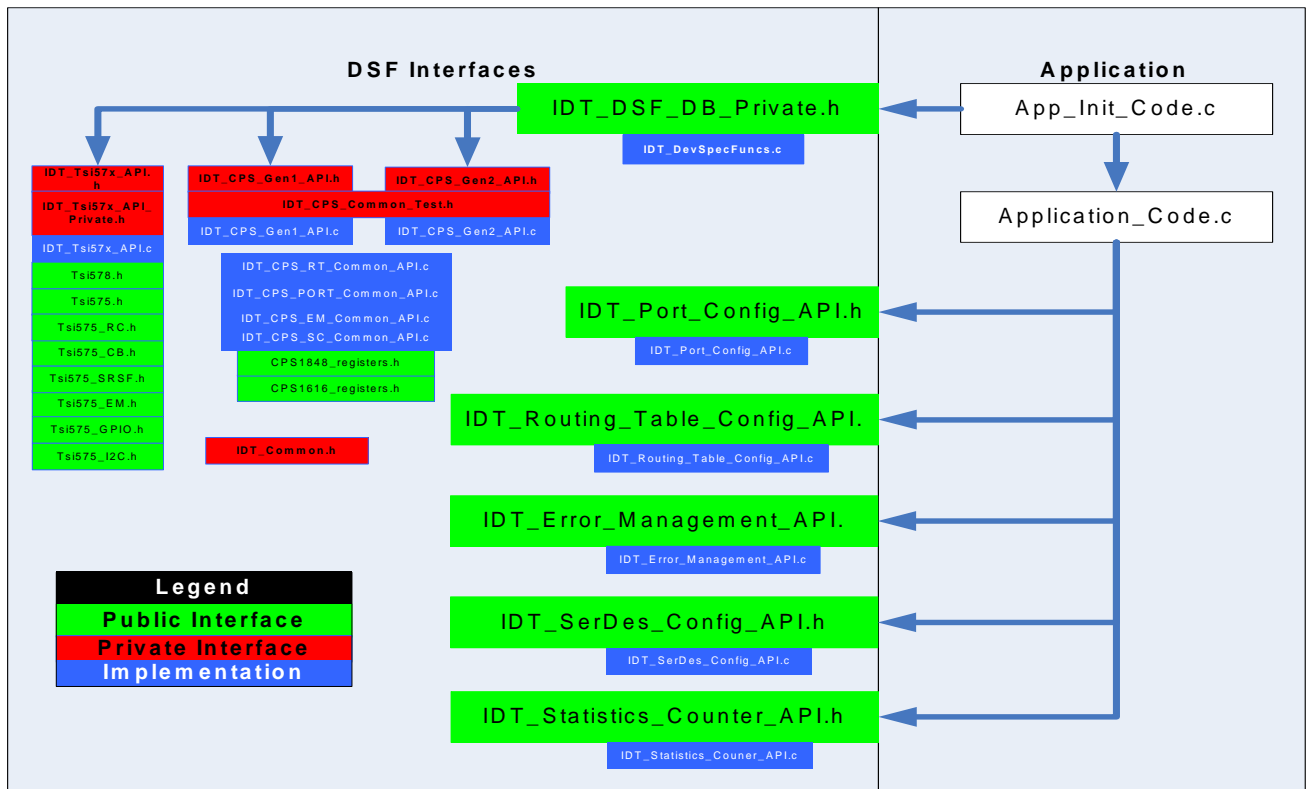 DSF Interfaces
Application
IDT_DSF_DB_Private.h
App_Init_Code.c
IDT_DevSpecFuncs.c
IDT_Tsi57x_API.
h
IDT_Tsi57x_API_
Private.h
IDT_Tsi57x_API.c
Tsi578.h
Tsi575.h
Tsi575_RC.h
Tsi575_CB.h
Tsi575_SRSF.h
Tsi575_EM.h
Tsi575_GPIO.h
Tsi575_I2C.h
IDT_CPS_Gen1_API.h
IDT_CPS_Gen2_API.h
IDT_CPS_Common_Test.h
IDT_CPS_Gen1_API.c
IDT_CPS_Gen2_API.c
IDT_CPS_RT_Common_API.c
IDT_CPS_PORT_Common_API.c
IDT_CPS_EM_Common_API.c
IDT_CPS_SC_Common_API.c
CPS1848_registers.h
CPS1616_registers.h
IDT_Common.h
Application_Code.c
IDT_Port_Config_API.h
IDT_Port_Config_API.c
IDT_Routing_Table_Config_API.
IDT_Routing_Table_Config_API.c
IDT_Error_Management_API.
IDT_Error_Management_API.c
IDT_SerDes_Config_API.h
IDT_SerDes_Config_API.c
IDT_Statistics_Counter_API.h
IDT_Statistics_Couner_API.c
Legend
Public Interface
Private Interface
Implementation